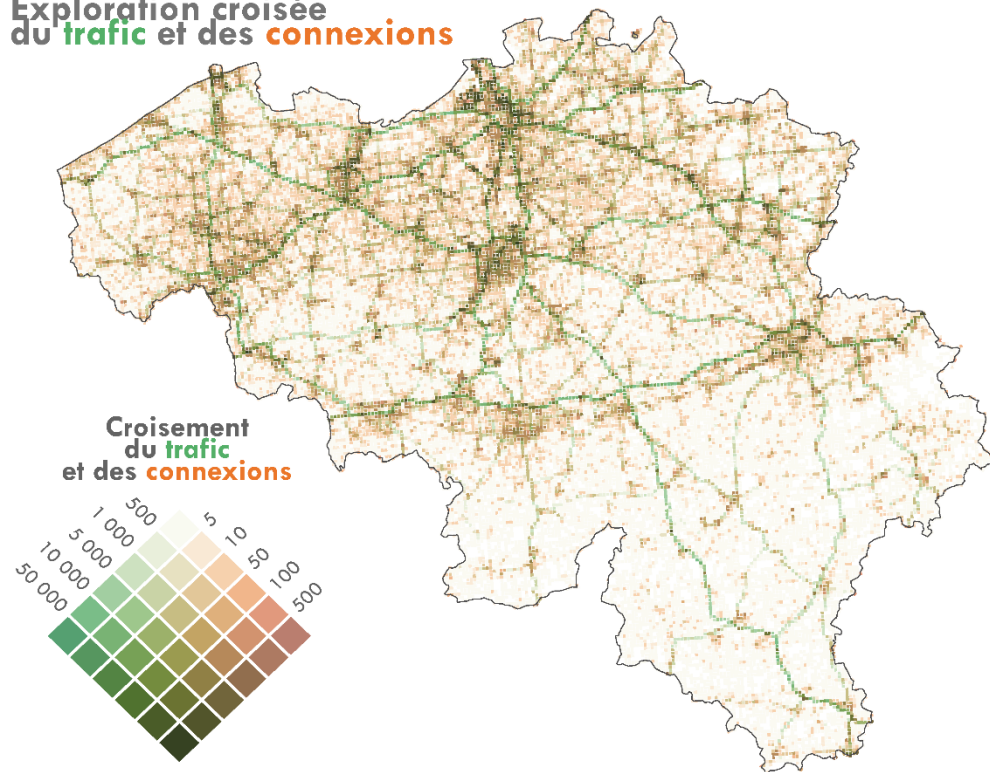 Exploration croisée
du trafic et des connexions
Croisement
du trafic
et des connexions
500
1 000
5 000
10 000
50 000
5
10
50
100
500